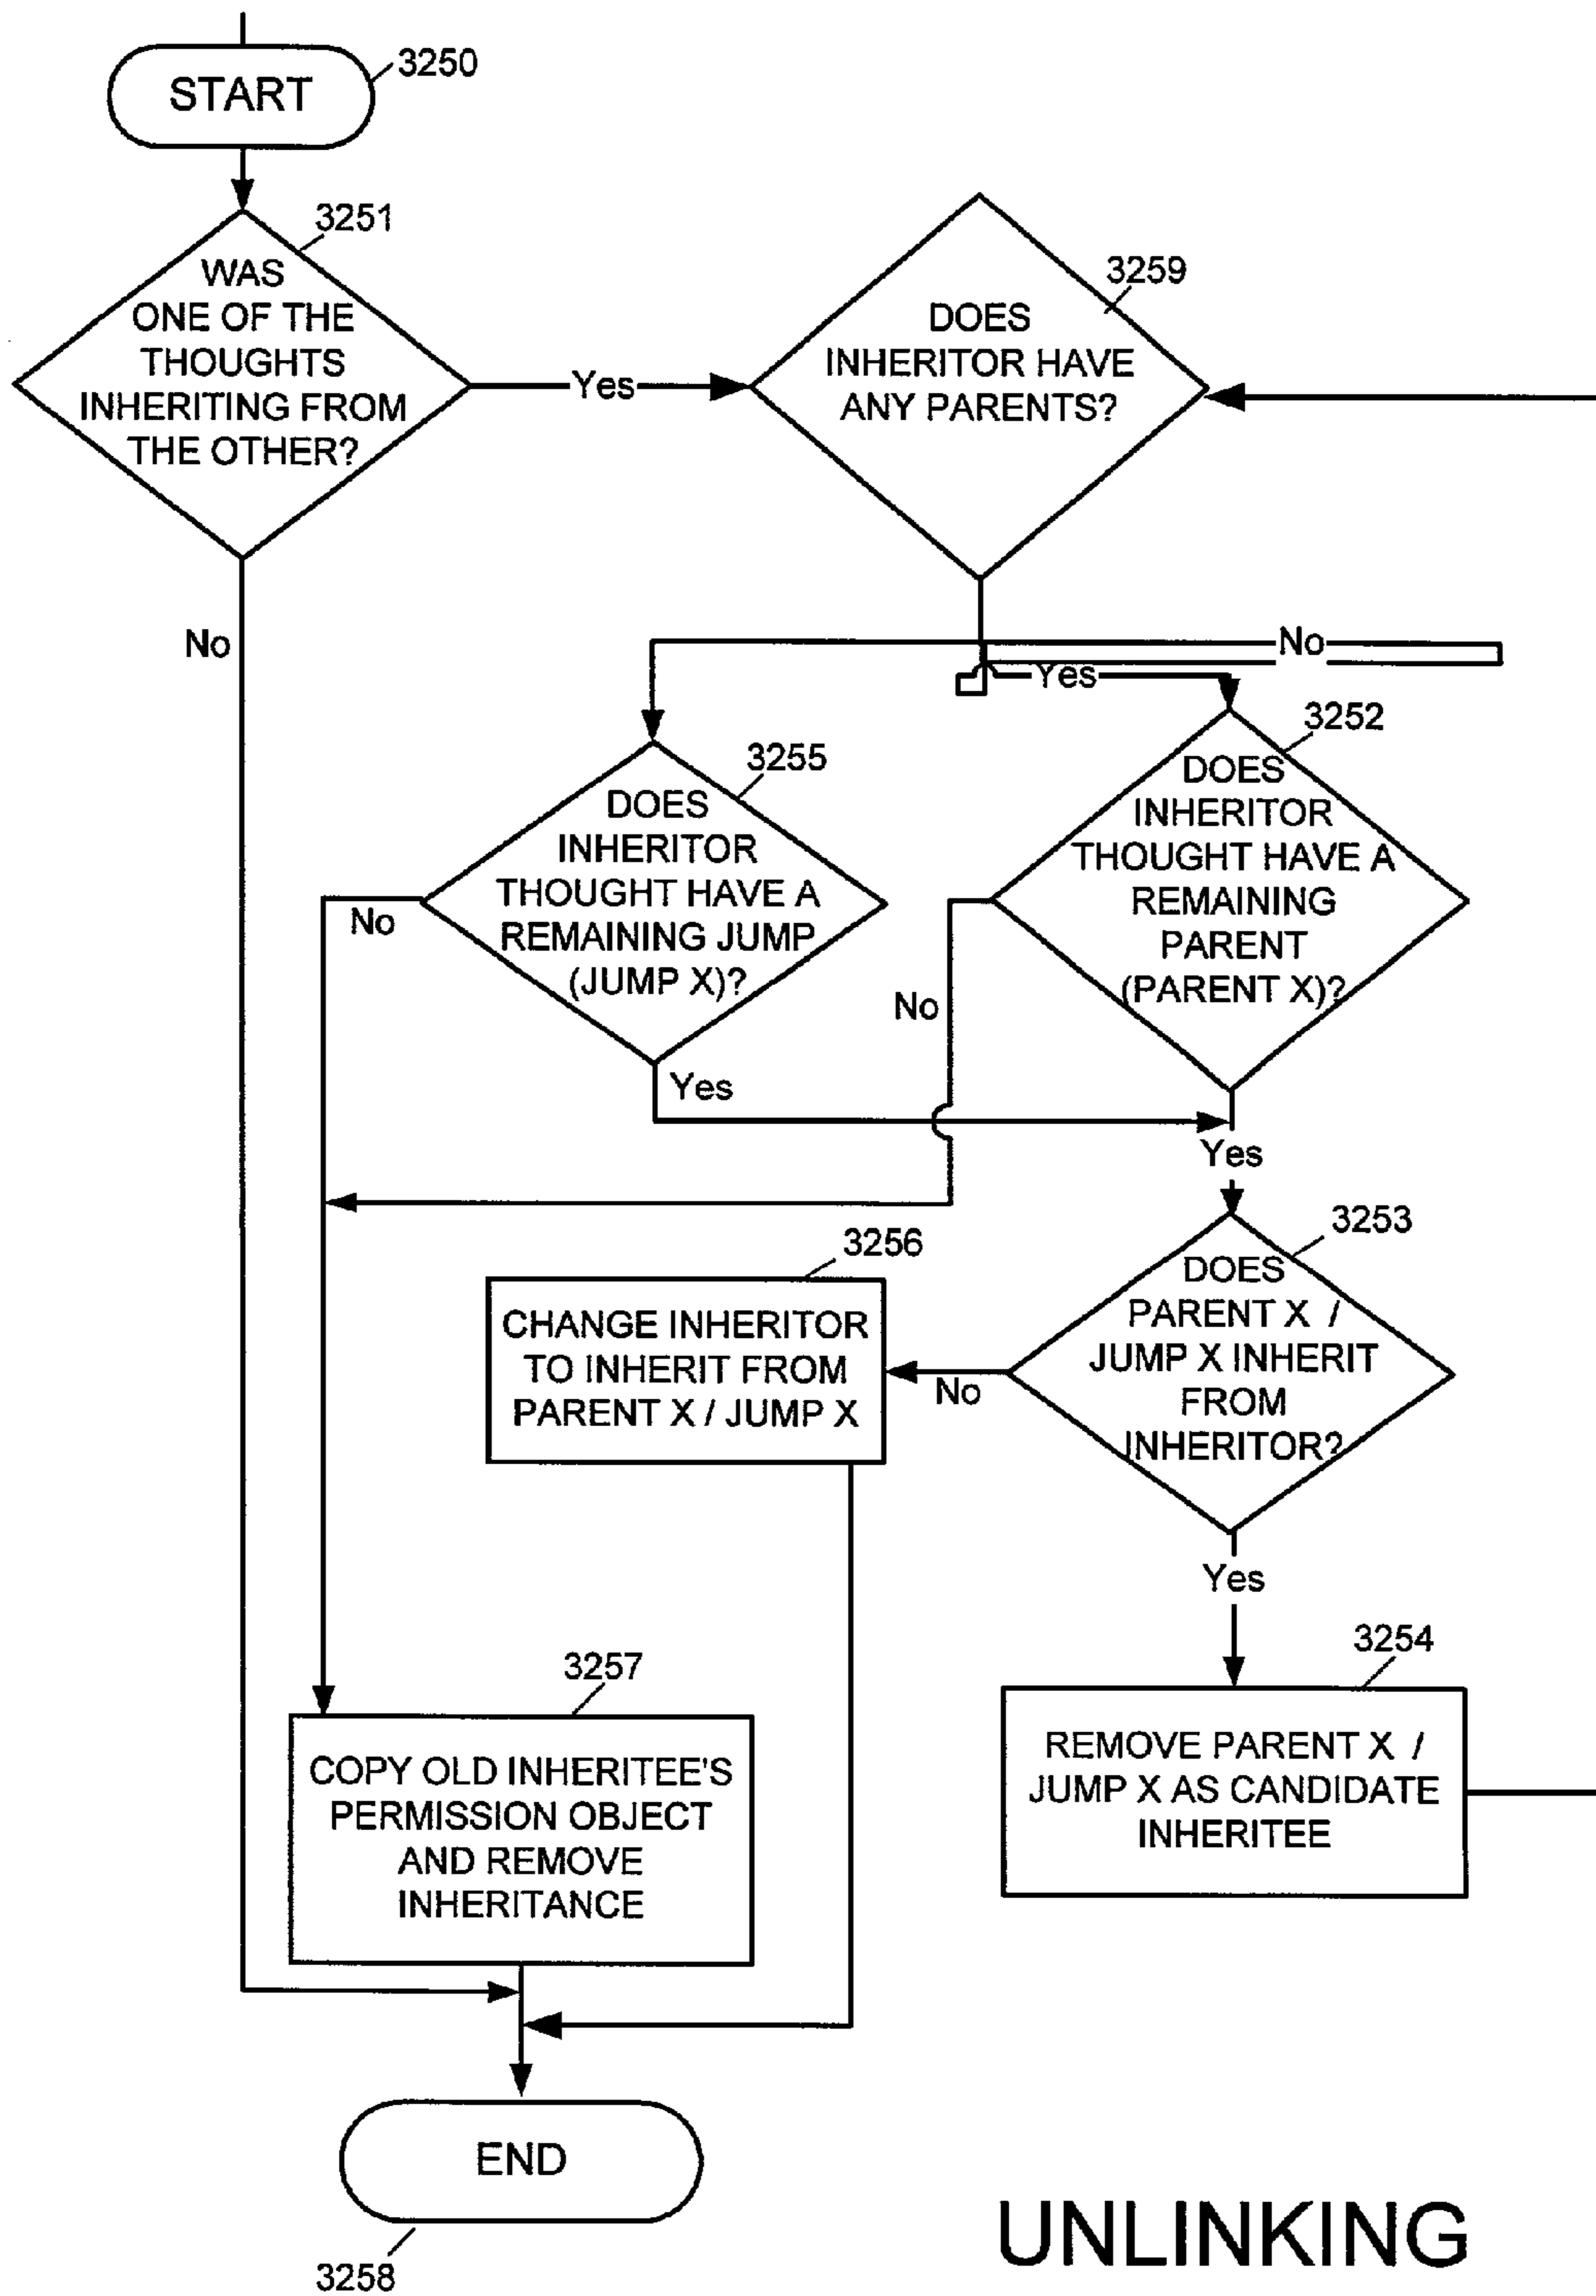 START
3250
3251
WAS
ONE OF THE
THOUGHTS
INHERITING FROM
THE OTHER?
Yes
3259
DOES
INHERITOR HAVE
ANY PARENTS?
No
No
Yes
3255
DOES
INHERITOR
THOUGHT HAVE A
REMAINING JUMP
(JUMP X)?
3252
DOES
INHERITOR
THOUGHT HAVE A
REMAINING
PARENT
(PARENT X)?
No
No
Yes
Yes
3256
CHANGE INHERITOR
TO INHERIT FROM
PARENT X / JUMP X
No
3253
DOES
PARENT X /
JUMP X INHERIT
FROM
INHERITOR?
Yes
3257
COPY OLD INHERITEE'S
PERMISSION OBJECT
AND REMOVE
INHERITANCE
3254
REMOVE PARENT X /
JUMP X AS CANDIDATE
INHERITEE
END
3258
UNLINKING